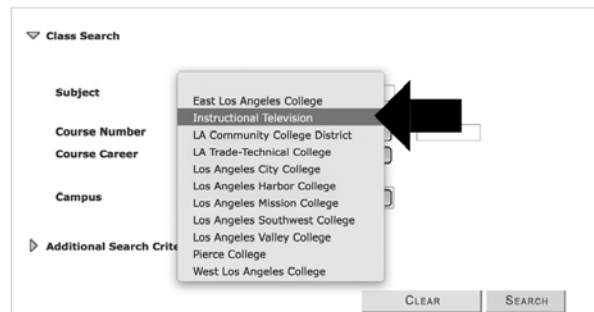 Class Search
Subject
East Los Angeles College
Instructional Television
Course Number
LA Community College District
Course Career
LA Trade-Technical College
Los Angeles City College
Los Angeles Harbor College
Campus
Los Angeles Mission College
Los Angeles Southwest College
Los Angeles Valley College
Additional Search Crite
Pierce College
West Los Angeles College
CLEAR
SEARCH